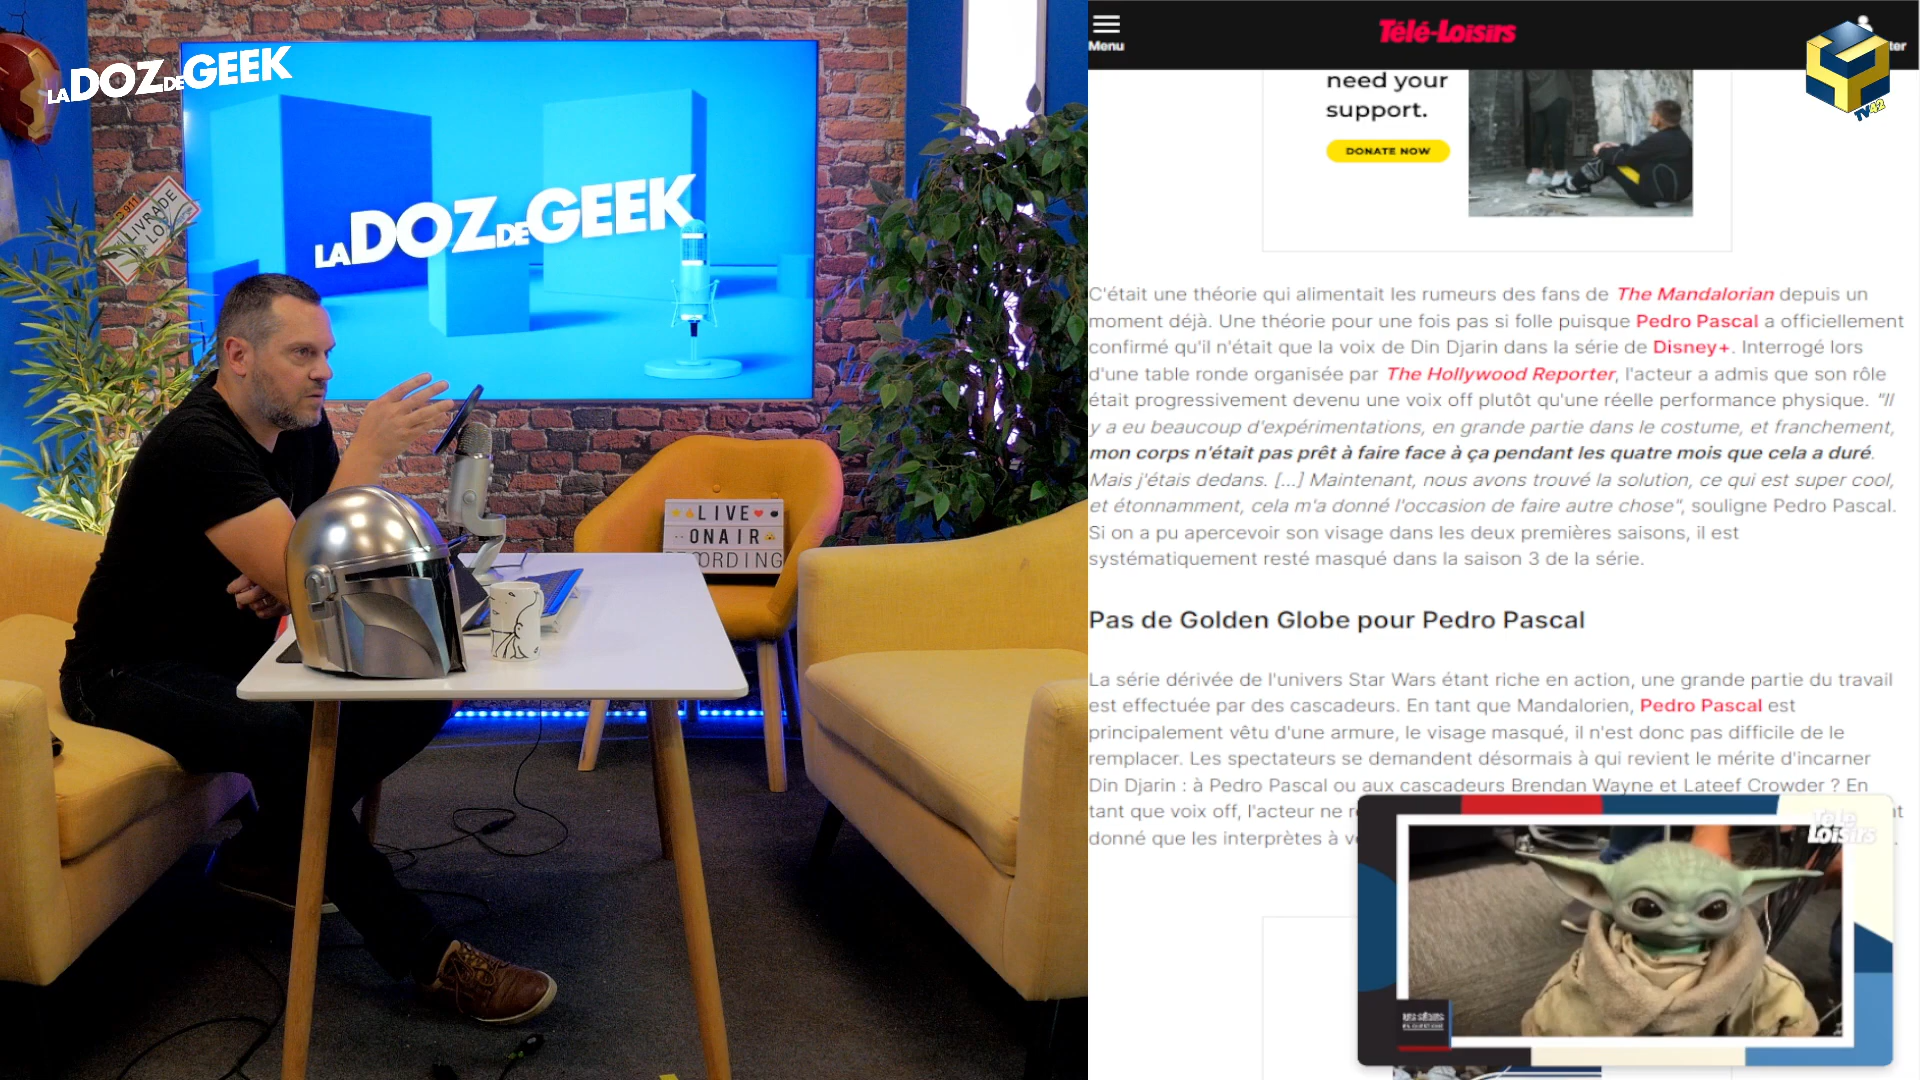 LA DOZ DE GEEK
LIVRADE
LA DOZ DE GEEK
LIVE
ON AIR
ORDING
Menu
Télé-Loisirs
TV42
need your
support.
DONATE NOW
C'était une théorie qui alimentait les rumeurs des fans de The Mandalorian depuis un
moment déjà. Une théorie pour une fois pas si folle puisque Pedro Pascal a officiellement
confirmé qu'il n'était que la voix de Din Djarin dans la série de Disney+. Interrogé lors
d'une table ronde organisée par The Hollywood Reporter, l'acteur a admis que son rôle
était progressivement devenu une voix off plutôt qu'une réelle performance physique. "Il
y a eu beaucoup d'expérimentations, en grande partie dans le costume, et franchement,
mon corps n'était pas prêt à faire face à ça pendant les quatre mois que cela a duré.
Mais j'étais dedans. [...] Maintenant, nous avons trouvé la solution, ce qui est super cool,
et étonnamment, cela m'a donné l'occasion de faire autre chose", souligne Pedro Pascal.
Si on a pu apercevoir son visage dans les deux premières saisons, il est
systématiquement resté masqué dans la saison 3 de la série.
Pas de Golden Globe pour Pedro Pascal
La série dérivée de l'univers Star Wars étant riche en action, une grande partie du travail
est effectuée par des cascadeurs. En tant que Mandalorien, Pedro Pascal est
principalement vêtu d'une armure, le visage masqué, il n'est donc pas difficile de le
remplacer. Les spectateurs se demandent désormais à qui revient le mérite d'incarner
Din Djarin : à Pedro Pascal ou aux cascadeurs Brendan Wayne et Lateef Crowder ? En
tant que voix off, l'acteur ne
donné que les interprètes à
Télé
Loisirs